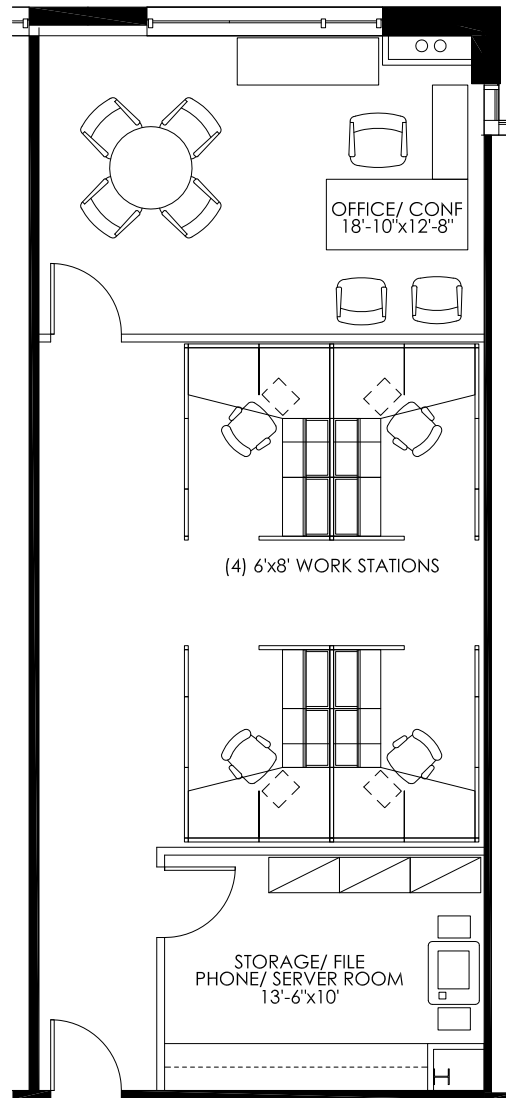 OFFICE/ CONF
18'-10"x12'-8"
(4) 6'x8' WORK STATIONS
STORAGE/ FILE
PHONE/ SERVER ROOM
13'-6"x10'